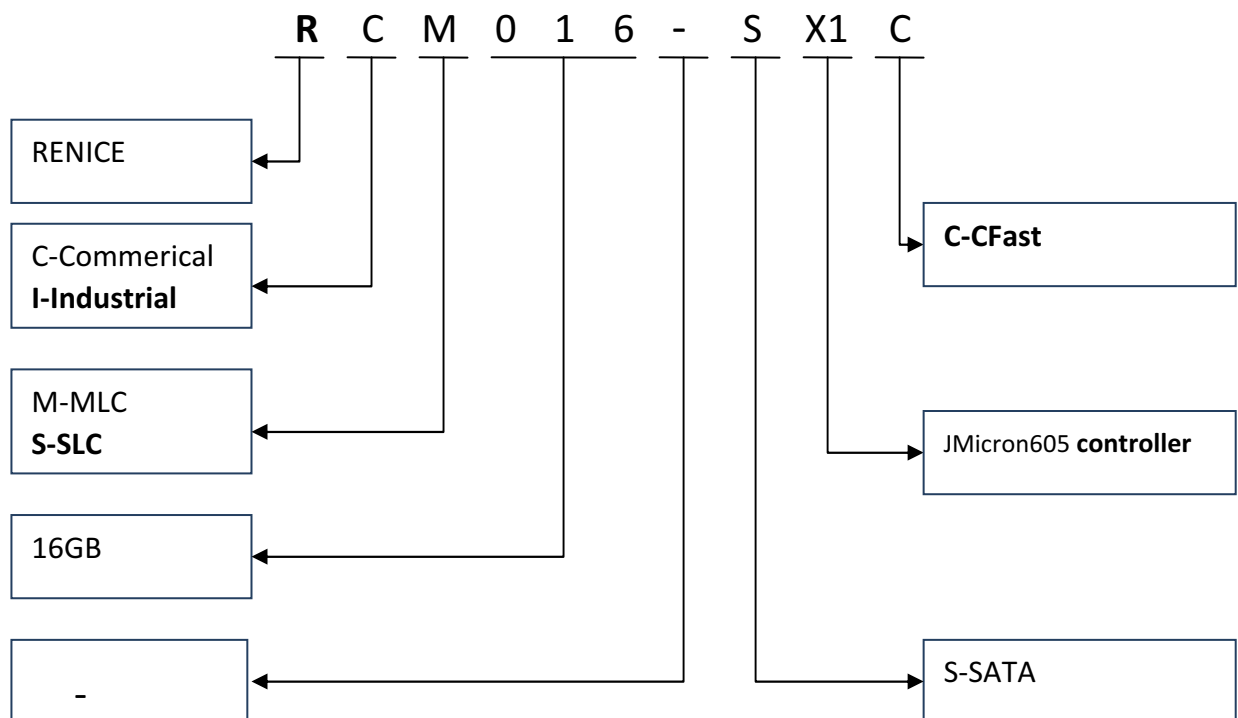 R C M 0 1 6 - S X1 C
RENICE
C-Commerical
I-Industrial
M-MLC
S-SLC
16GB
-
C-CFast
JMicron605 controller
S-SATA